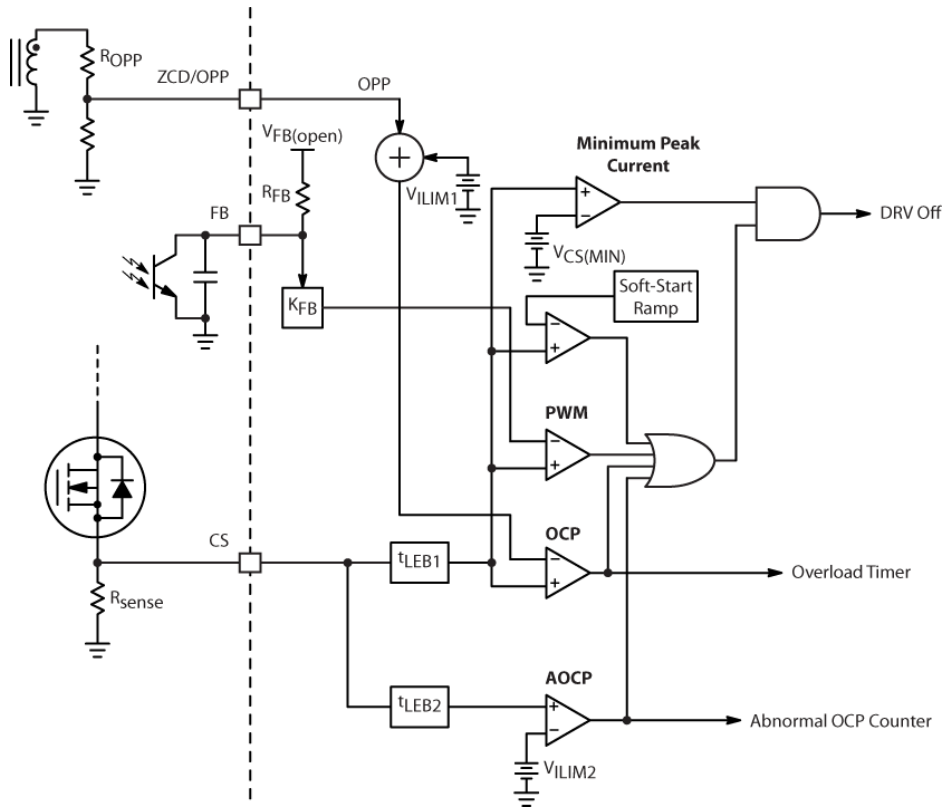 ROPP
ZCD/OPP
OPP
VFB(open)
+
Minimum Peak
Current
RFB
VILIM1
+
−
DRV Off
FB
VCS(MIN)
KFB
Soft-Start
Ramp
−
+
PWM
−
+
CS
tLEB1
OCP
−
+
Overload Timer
Rsense
AOCP
tLEB2
+
−
Abnormal OCP Counter
VILIM2